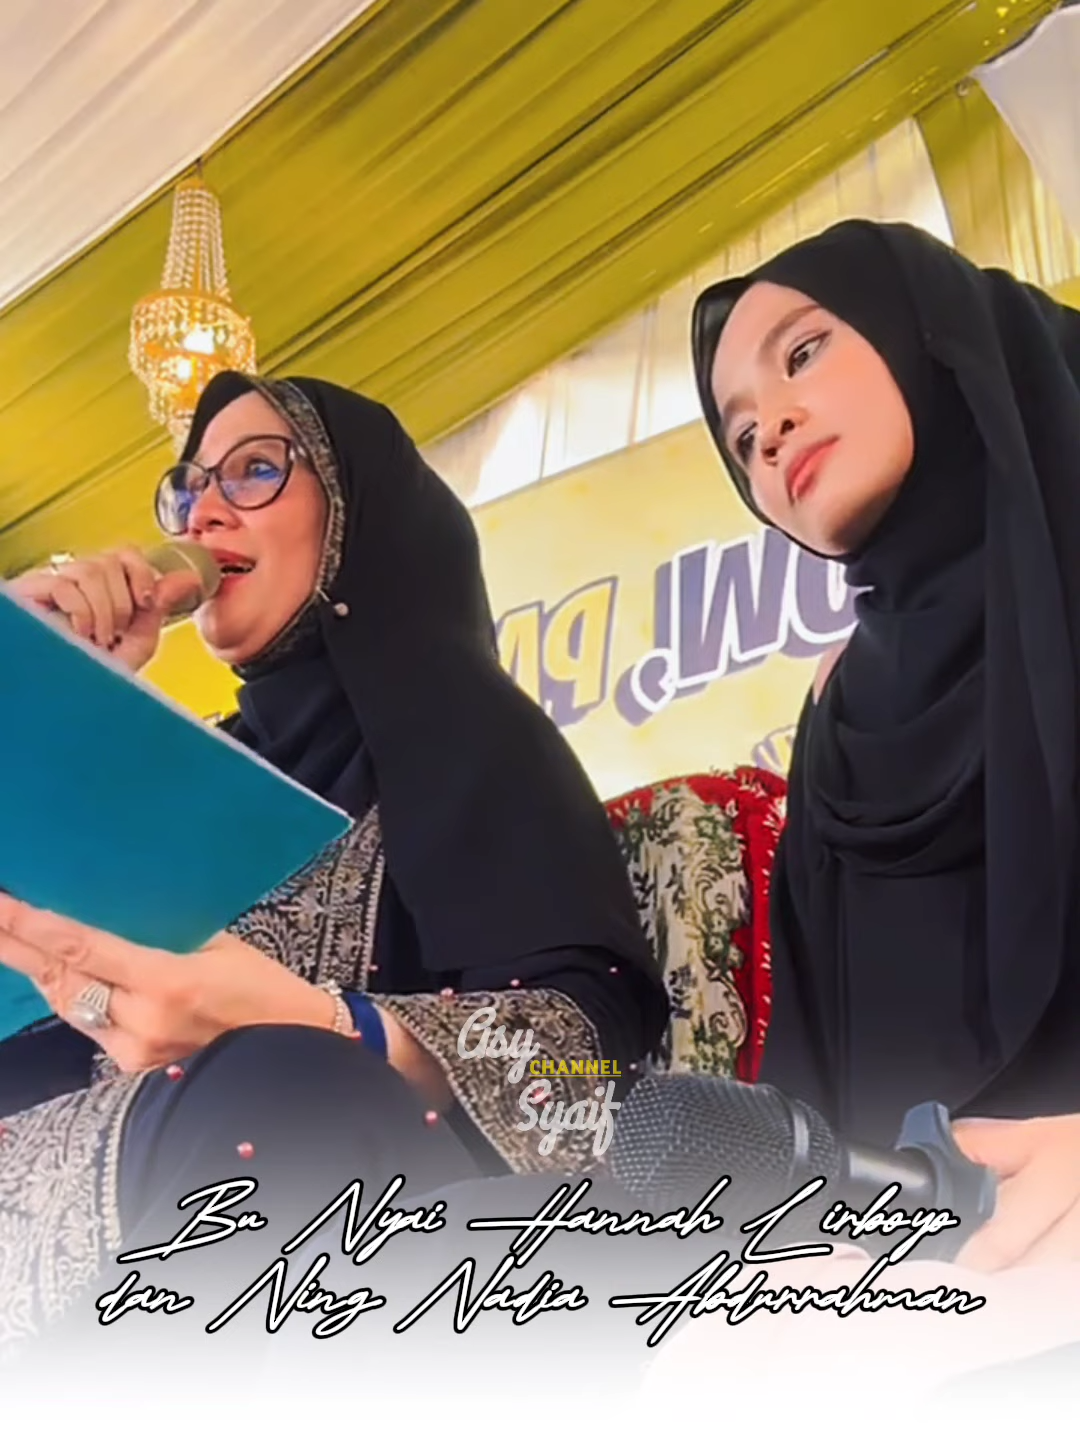 Asy
CHANNEL
Syaif
Bu Nyai Hannah Lirboyo
dan Ning Nadia Abdurrahman